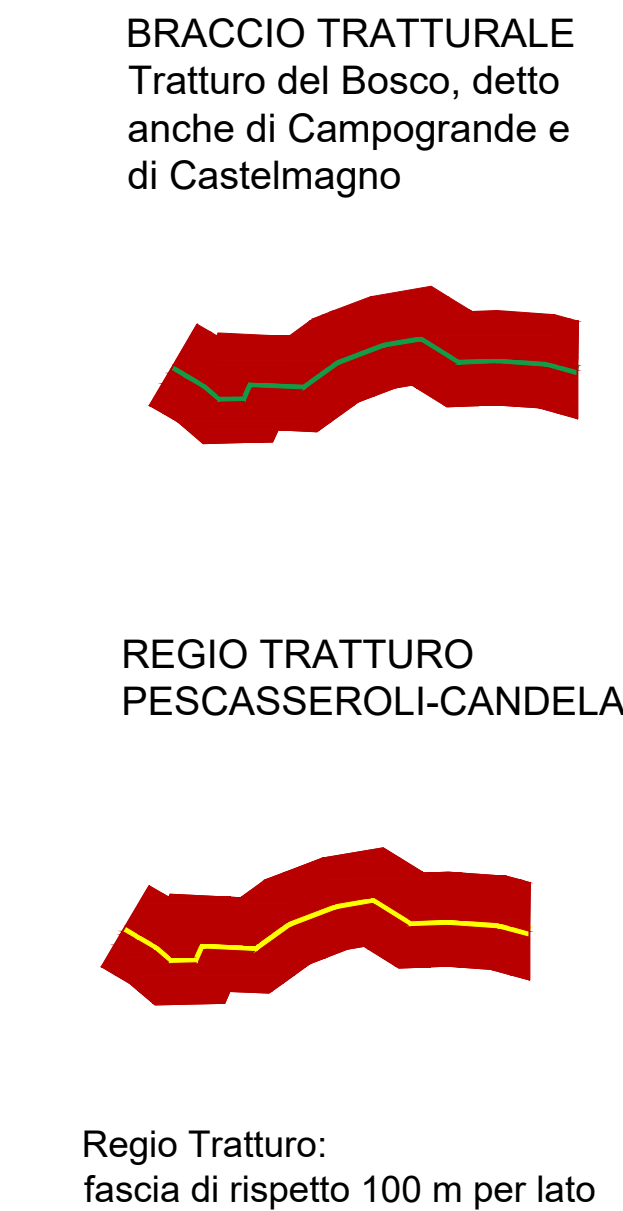 BRACCIO TRATTURALE
Tratturo del Bosco, detto
anche di Campogrande e
di Castelmagno
REGIO TRATTURO
PESCASSEROLI-CANDELA
Regio Tratturo:
fascia di rispetto 100 m per lato